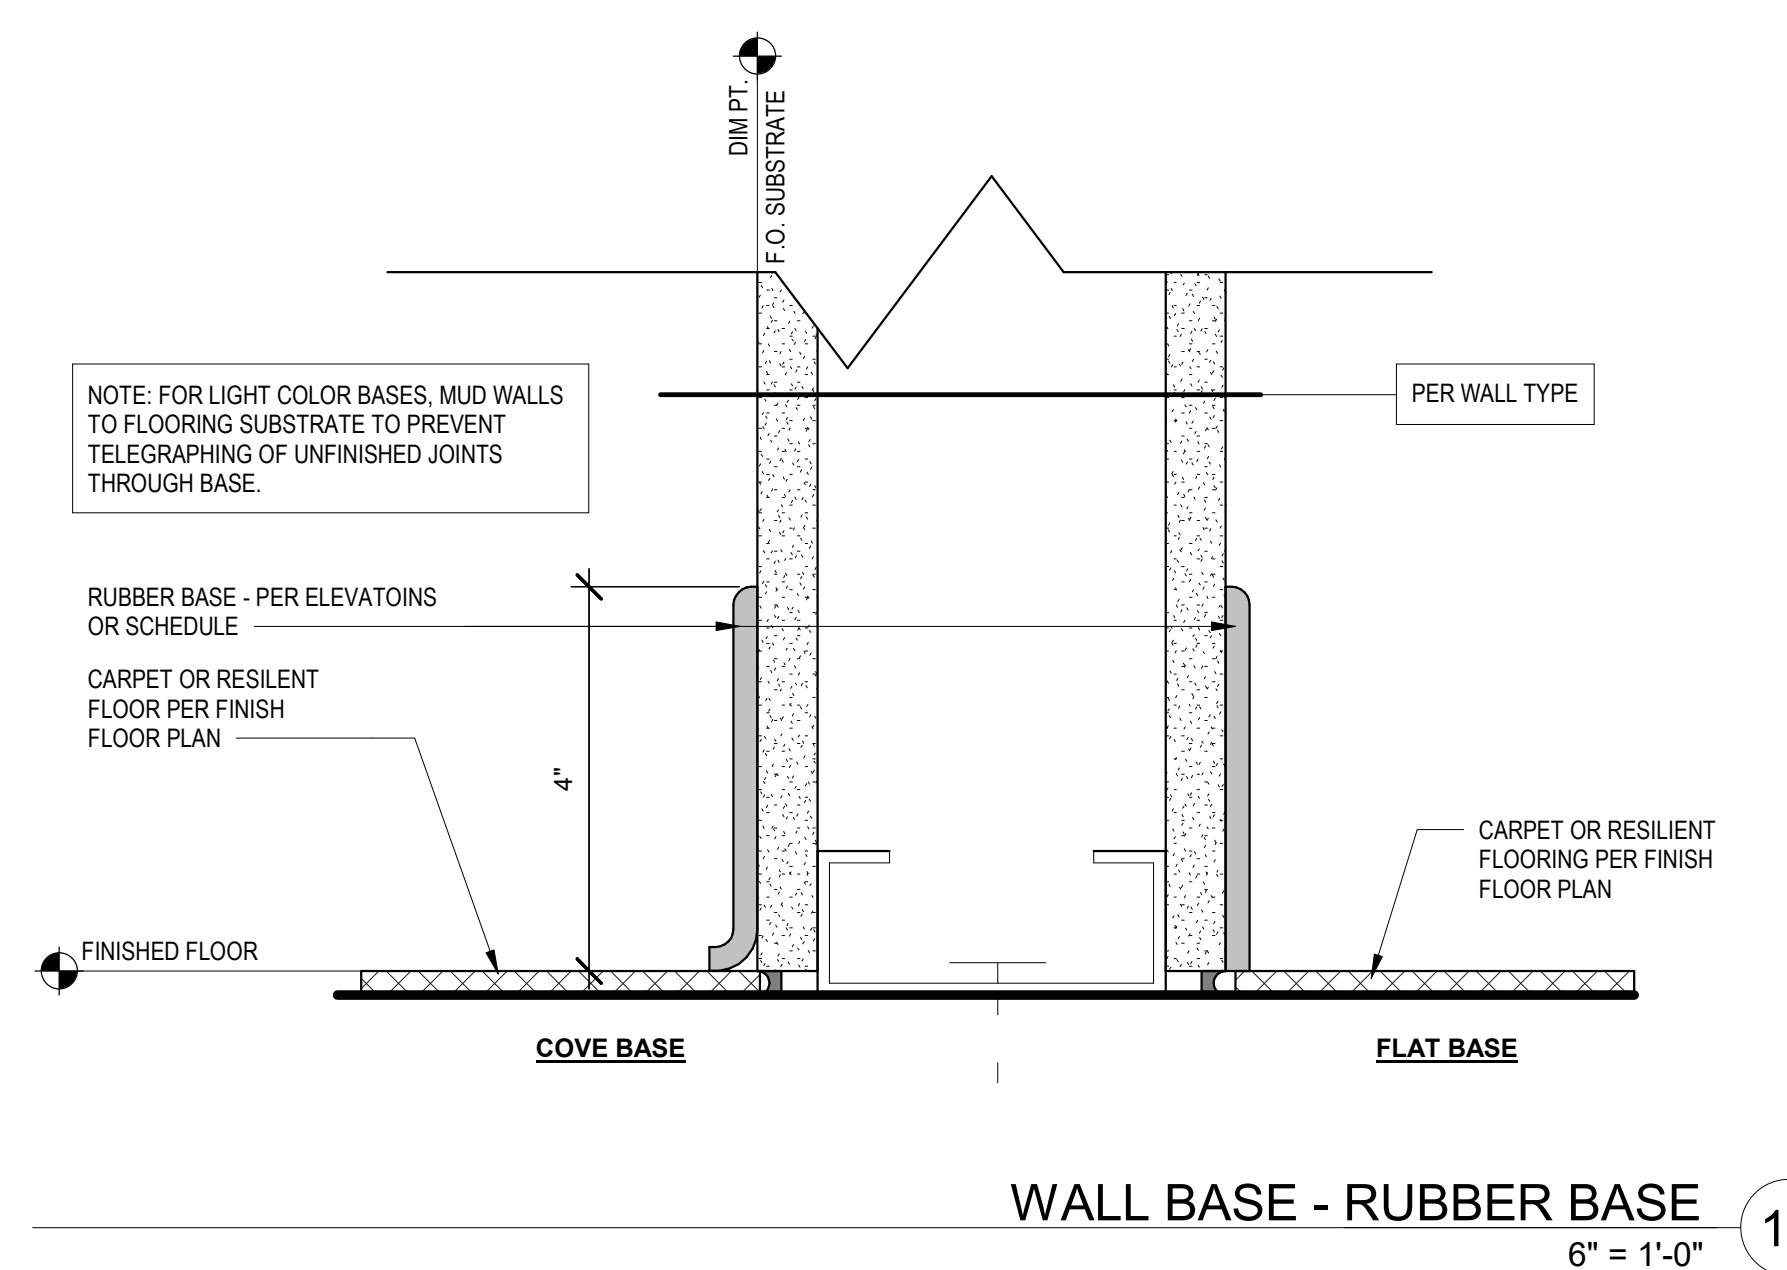 DIM PT.
F.O. SUBSTRATE
NOTE: FOR LIGHT COLOR BASES, MUD WALLS
TO FLOORING SUBSTRATE TO PREVENT
TELEGRAPHING OF UNFINISHED JOINTS
THROUGH BASE.
PER WALL TYPE
RUBBER BASE - PER ELEVATOINS
OR SCHEDULE
CARPET OR RESILENT
FLOOR PER FINISH
FLOOR PLAN
4"
CARPET OR RESILIENT
FLOORING PER FINISH
FLOOR PLAN
FINISHED FLOOR
COVE BASE
FLAT BASE
WALL BASE - RUBBER BASE
1
6" = 1'-0"